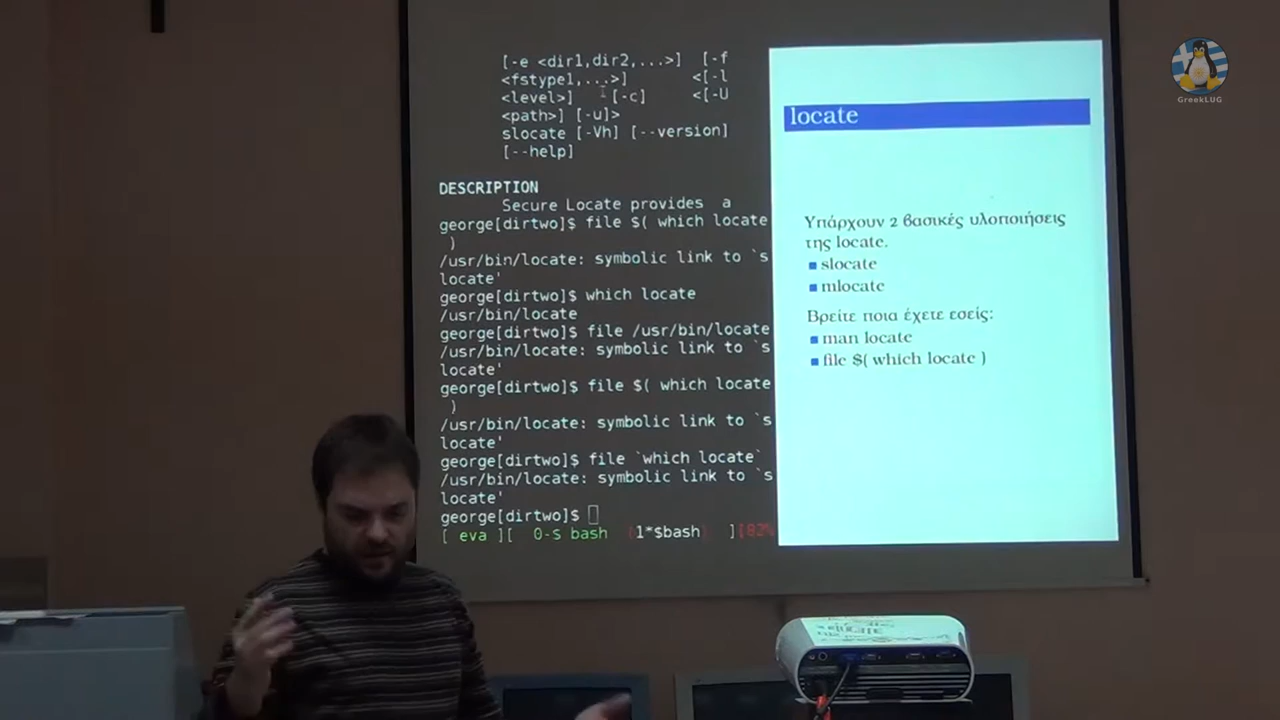 [-e <dir1,dir2,...>] [-f
<fstype1,...>] <[-l
<level>] [-c] <[-U
<path>] [-u]>
slocate [-Vh] [--version]
[--help]
DESCRIPTION
Secure Locate provides a
george[dirtwo]$ file $( which locate
)
/usr/bin/locate: symbolic link to `s
locate'
george[dirtwo]$ which locate
/usr/bin/locate
george[dirtwo]$ file /usr/bin/locate
/usr/bin/locate: symbolic link to `s
locate'
george[dirtwo]$ file $( which locate
)
/usr/bin/locate: symbolic link to `s
locate'
george[dirtwo]$ file `which locate`
/usr/bin/locate: symbolic link to `s
locate'
george[dirtwo]$
[ eva ][ 0-$ bash (1*$bash) ][82%
locate
Υπάρχουν 2 βασικές υλοποιήσεις
της locate.
slocate
mlocate
Βρείτε ποια έχετε εσείς:
man locate
file $( which locate )
GreekLUG